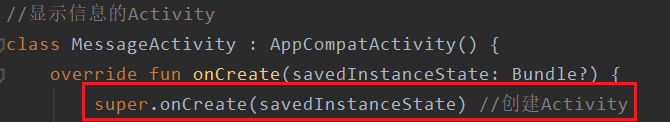 //显示信息的Activity
class MessageActivity : AppCompatActivity() {
override fun onCreate(savedInstanceState: Bundle?) {
super.onCreate(savedInstanceState) //创建Activity